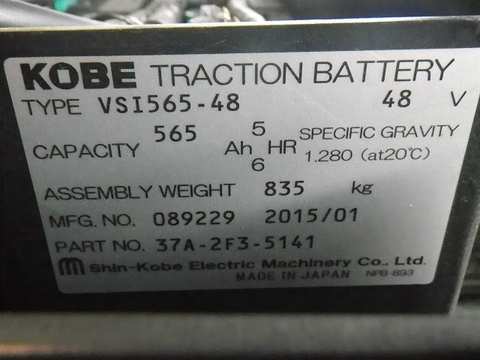 KOBE TRACTION BATTERY
TYPE VSI565-48 48 V
CAPACITY 565 Ah 5 6 HR SPECIFIC GRAVITY 1.280 (at20℃)
ASSEMBLY WEIGHT 835 kg
MFG. NO. 089229 2015/01
PART NO. 37A-2F3-5141
Shin-Kobe Electric Machinery Co., Ltd.
MADE IN JAPAN NPB-893